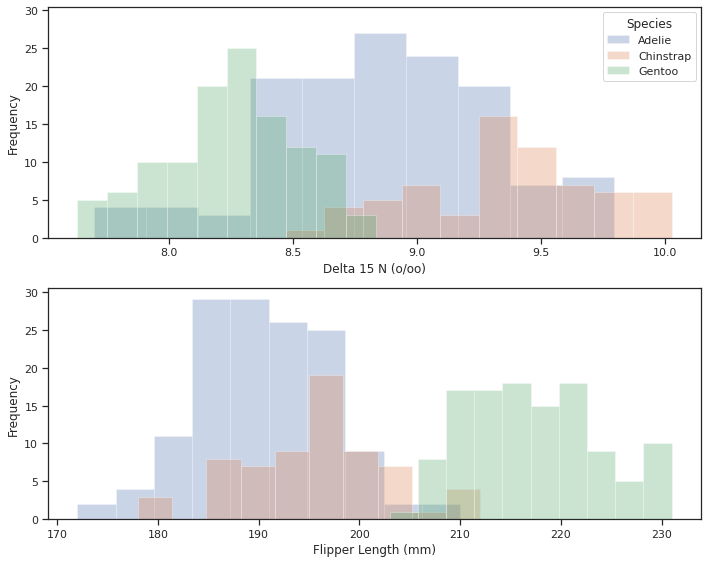 30
25
20
15
10
5
0
Frequency
8.0 8.5 9.0 9.5 10.0
Delta 15 N (o/oo)
Species
Adelie
Chinstrap
Gentoo
30
25
20
15
10
5
0
Frequency
170 180 190 200 210 220 230
Flipper Length (mm)